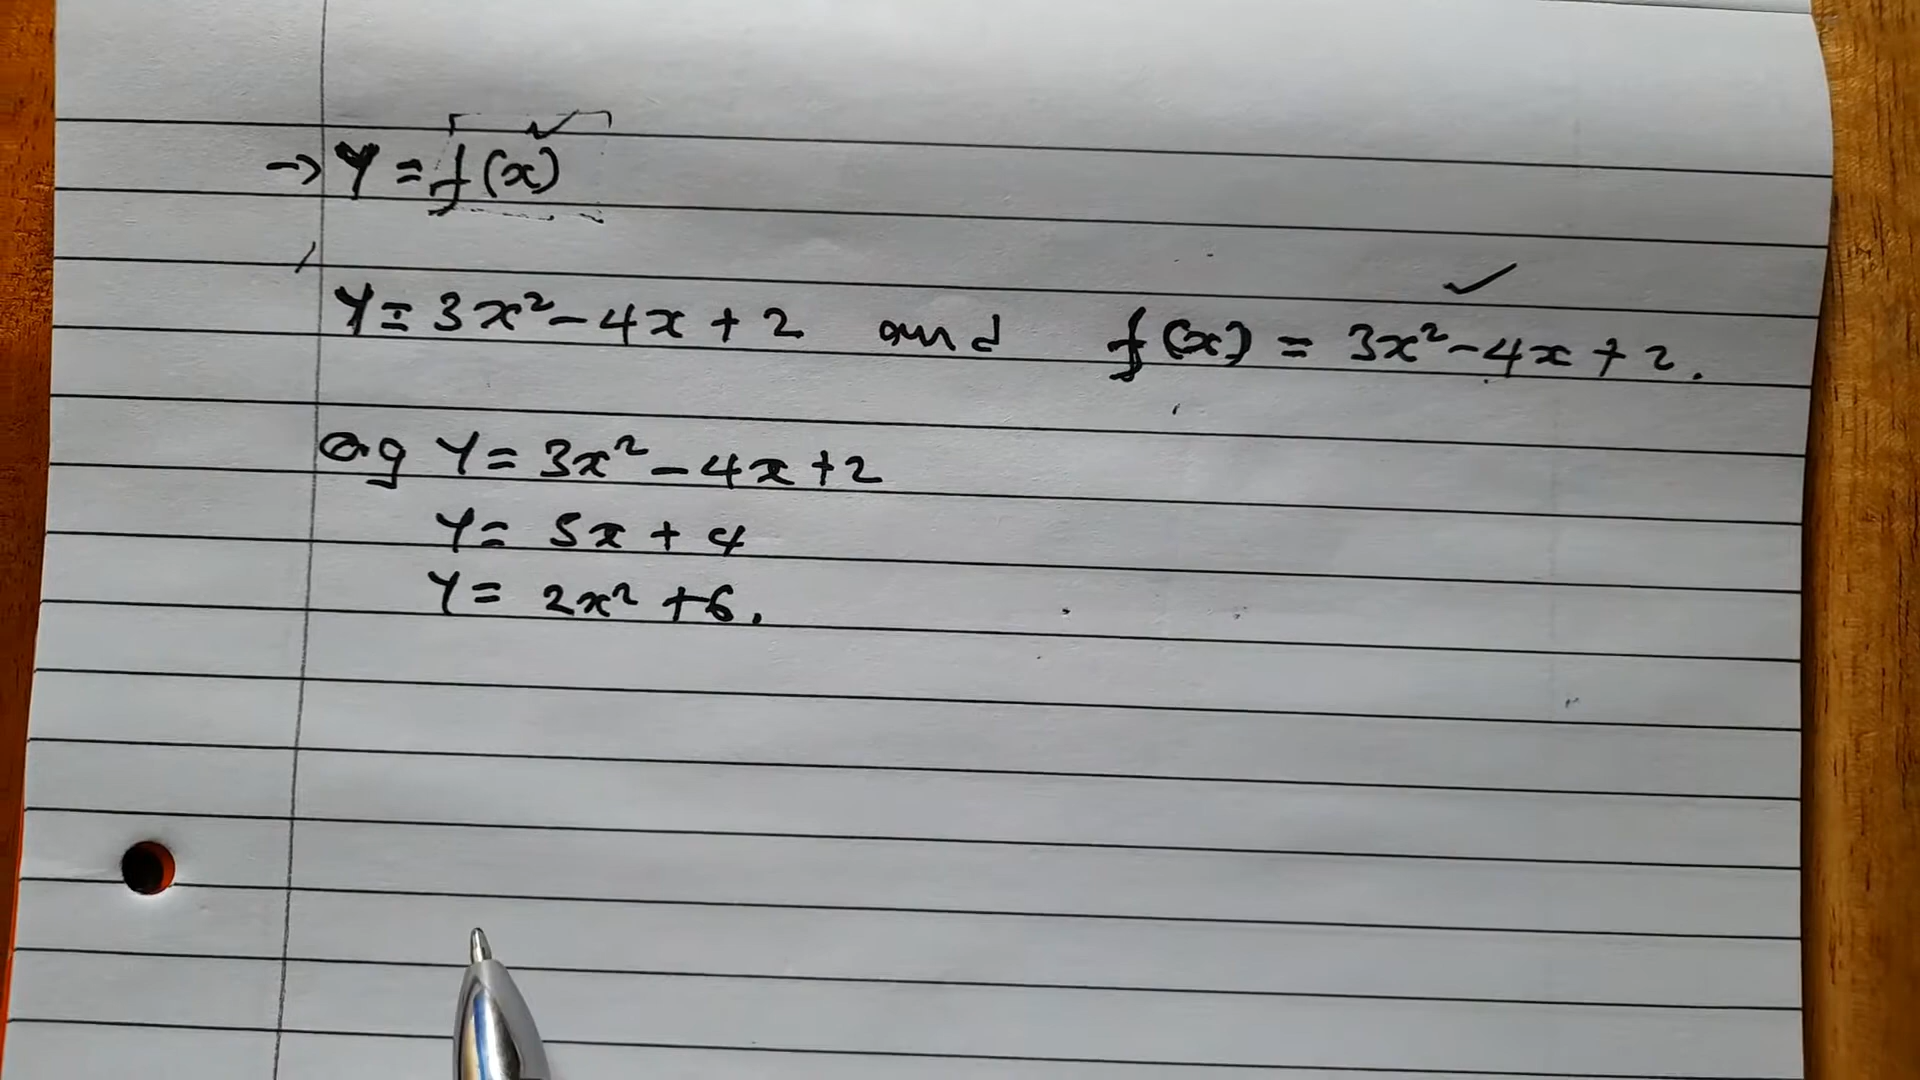 → Y = f(x)
Y = 3x² - 4x + 2 and f(x) = 3x² - 4x + 2.
eg Y = 3x² - 4x + 2
Y = 5x + 4
Y = 2x² + 6.